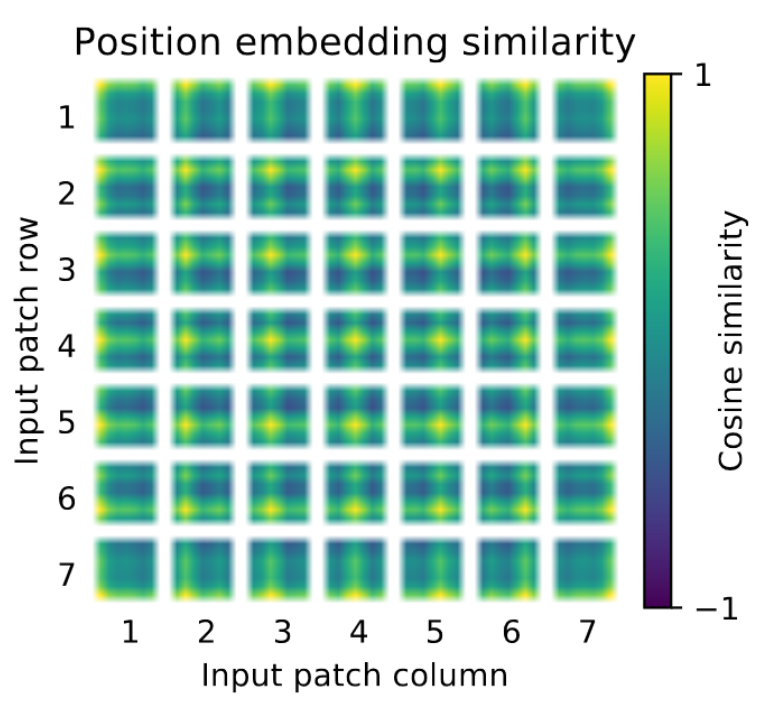 Position embedding similarity
1
2
3
4
5
6
7
Input patch row
1 2 3 4 5 6 7
Input patch column
1
−1
Cosine similarity